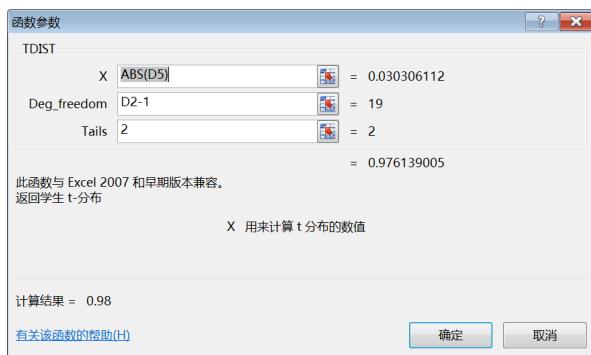 函数参数
TDIST
X ABS(D5) = 0.030306112
Deg_freedom D2-1 = 19
Tails 2 = 2
= 0.976139005
此函数与 Excel 2007 和早期版本兼容。
返回学生 t-分布
X 用来计算 t 分布的数值
计算结果 = 0.98
有关该函数的帮助(H)
确定 取消